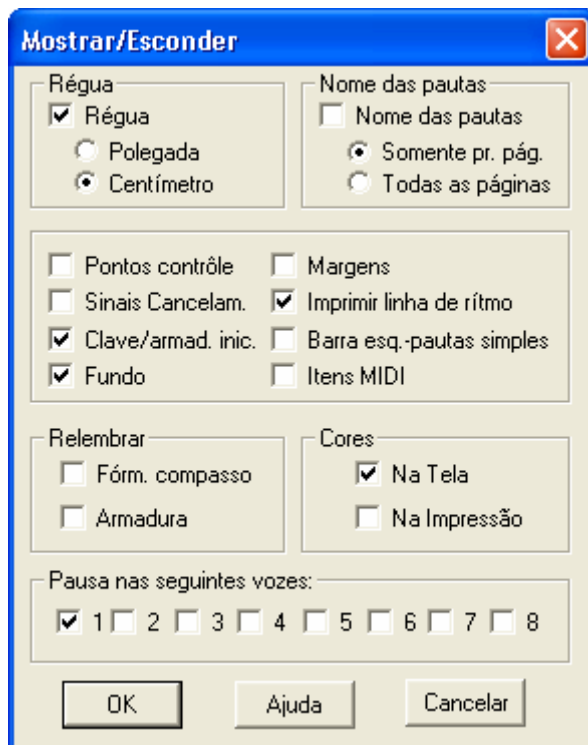 Mostrar/Esconder
Régua
Régua
Polegada
Centímetro
Nome das pautas
Nome das pautas
Somente pr. pág.
Todas as páginas
Pontos contrôle
Sinais Cancelam.
Clave/armad. inic.
Fundo
Margens
Imprimir linha de rítmo
Barra esq.-pautas simples
Itens MIDI
Relembrar
Fórm. compasso
Armadura
Cores
Na Tela
Na Impressão
Pausa nas seguintes vozes:
1 2 3 4 5 6 7 8
OK Ajuda Cancelar